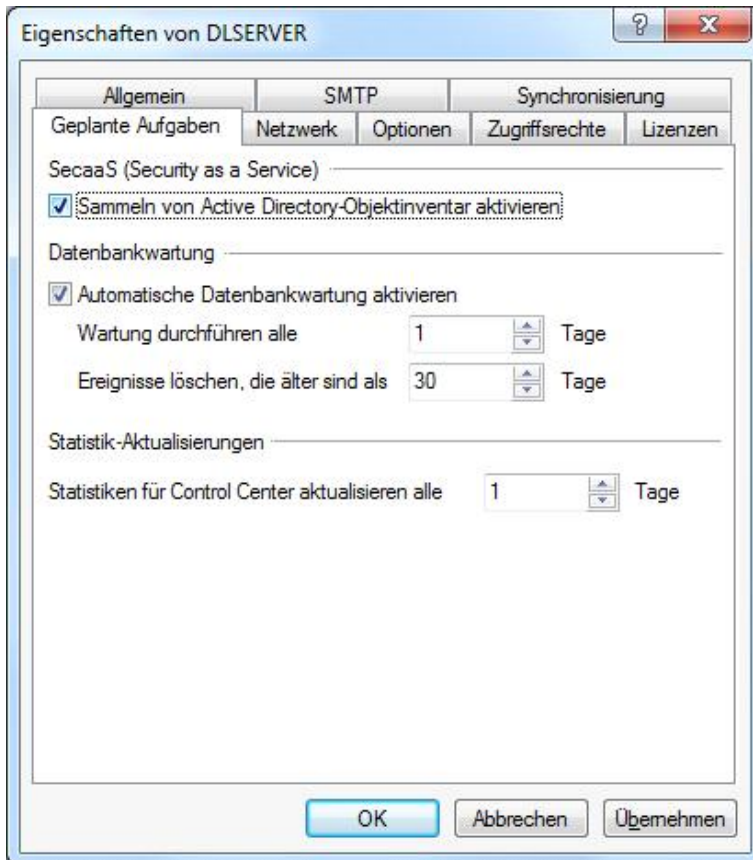 Eigenschaften von DLSERVER
Allgemein SMTP Synchronisierung
Geplante Aufgaben Netzwerk Optionen Zugriffsrechte Lizenzen
SecaaS (Security as a Service)
Sammeln von Active Directory-Objektinventar aktivieren
Datenbankwartung
Automatische Datenbankwartung aktivieren
Wartung durchführen alle 1 Tage
Ereignisse löschen, die älter sind als 30 Tage
Statistik-Aktualisierungen
Statistiken für Control Center aktualisieren alle 1 Tage
OK Abbrechen Übernehmen